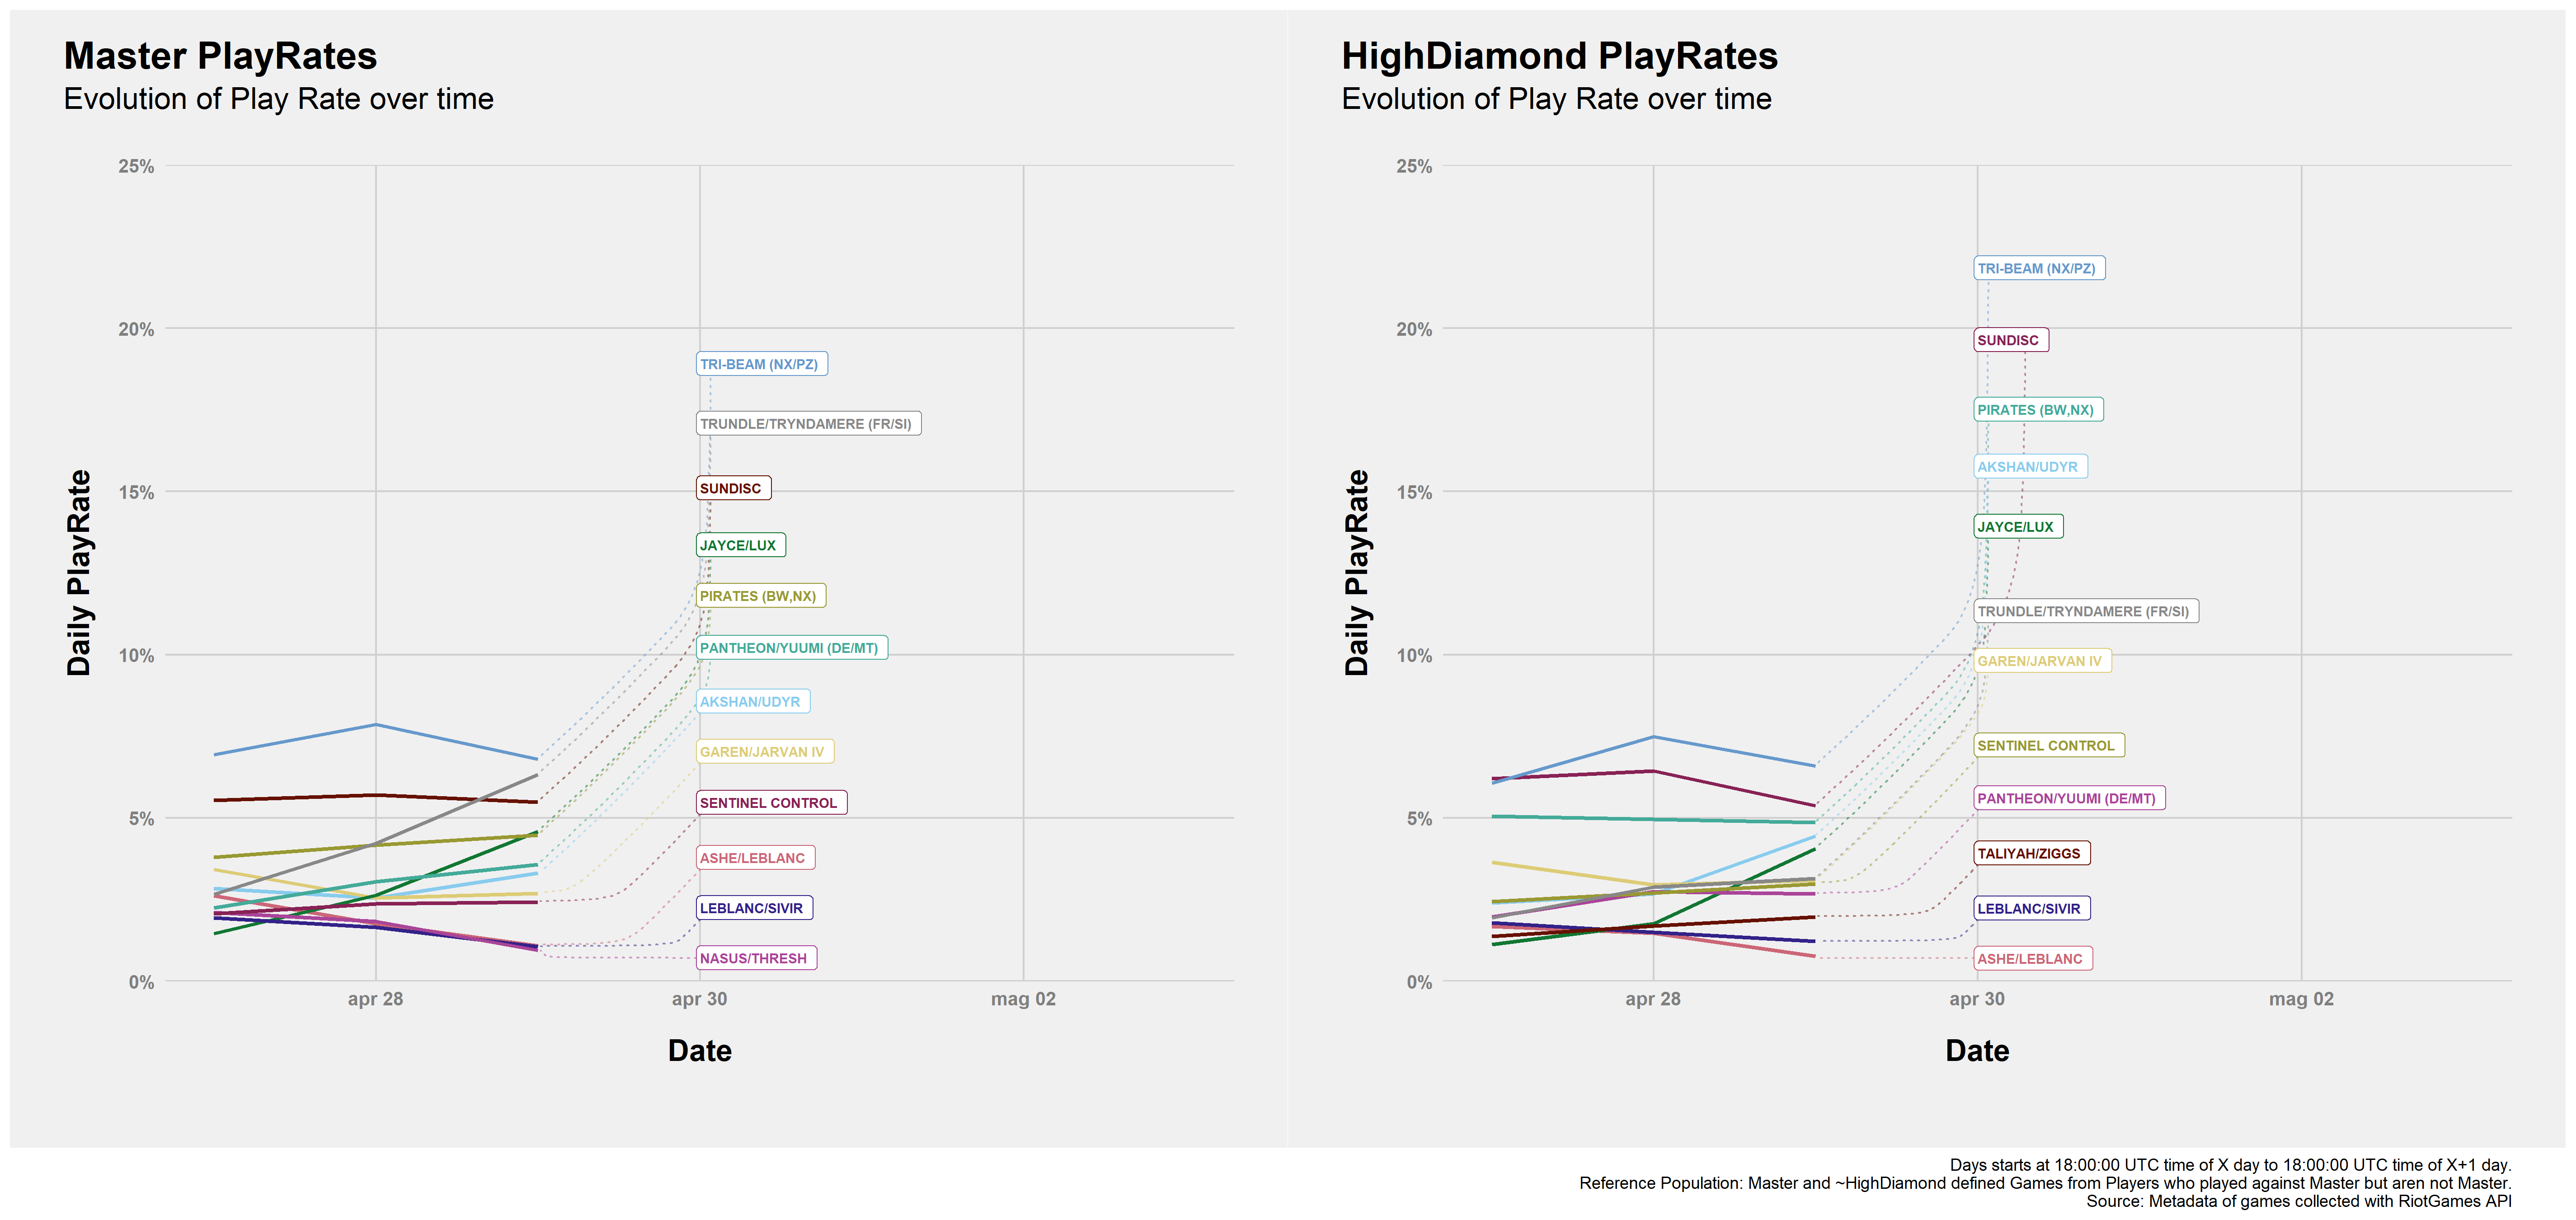 Master PlayRates
Evolution of Play Rate over time
25%
20%
15%
10%
5%
0%
Daily PlayRate
TRI-BEAM (NX/PZ)
TRUNDLE/TRYNDAMERE (FR/SI)
SUNDISC
JAYCE/LUX
PIRATES (BW,NX)
PANTHEON/YUUMI (DE/MT)
AKSHAN/UDYR
GAREN/JARVAN IV
SENTINEL CONTROL
ASHE/LEBLANC
LEBLANC/SIVIR
NASUS/THRESH
apr 28
apr 30
mag 02
Date
HighDiamond PlayRates
Evolution of Play Rate over time
25%
20%
15%
10%
5%
0%
Daily PlayRate
TRI-BEAM (NX/PZ)
SUNDISC
PIRATES (BW,NX)
AKSHAN/UDYR
JAYCE/LUX
TRUNDLE/TRYNDAMERE (FR/SI)
GAREN/JARVAN IV
SENTINEL CONTROL
PANTHEON/YUUMI (DE/MT)
TALIYAH/ZIGGS
LEBLANC/SIVIR
ASHE/LEBLANC
apr 28
apr 30
mag 02
Date
Days starts at 18:00:00 UTC time of X day to 18:00:00 UTC time of X+1 day.
Reference Population: Master and ~HighDiamond defined Games from Players who played against Master but aren not Master.
Source: Metadata of games collected with RiotGames API